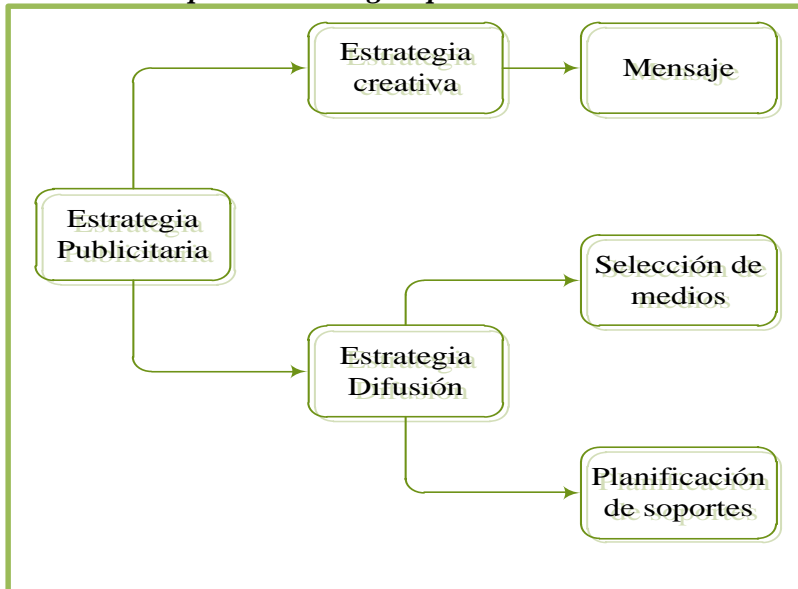 Estrategia
creativa
Mensaje
Estrategia
Publicitaria
Selección de
medios
Estrategia
Difusión
Planificación
de soportes